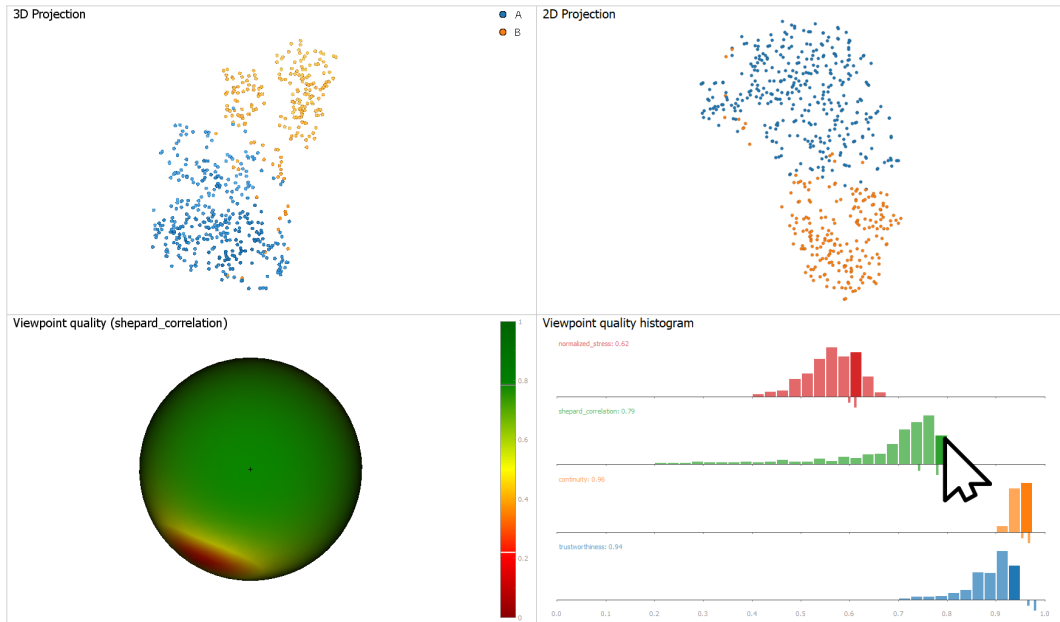 3D Projection
A
B
2D Projection
Viewpoint quality (shepard_correlation)
1
0.8
0.6
0.4
0.2
0
Viewpoint quality histogram
normalized_stress: 0.62
shepard_correlation: 0.79
continuity: 0.96
trustworthiness: 0.94
0.0 0.1 0.2 0.3 0.4 0.5 0.6 0.7 0.8 0.9 1.0